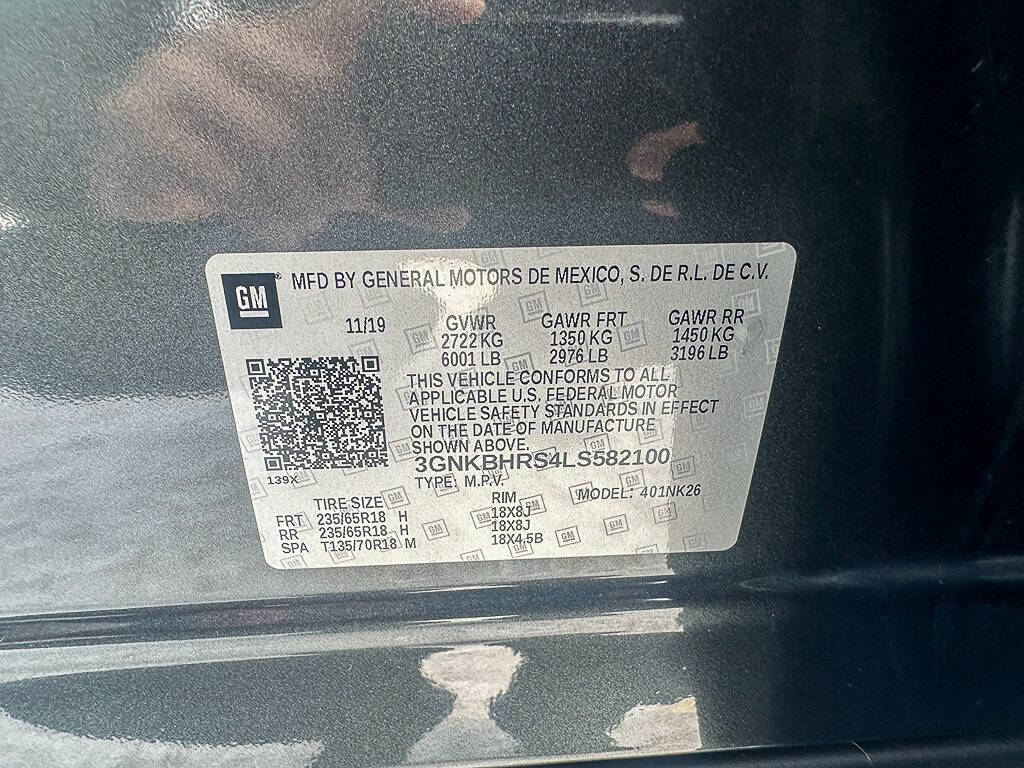 GM® MFD BY GENERAL MOTORS DE MEXICO, S. DE R.L. DE C.V.
11/19 GVWR GAWR FRT GAWR RR
2722 KG 1350 KG 1450 KG
6001 LB 2976 LB 3196 LB
THIS VEHICLE CONFORMS TO ALL
APPLICABLE U.S. FEDERAL MOTOR
VEHICLE SAFETY STANDARDS IN EFFECT
ON THE DATE OF MANUFACTURE
SHOWN ABOVE.
3GNKBHRS4LS582100
139X
TYPE: M.P.V. MODEL: 401NK26
TIRE SIZE RIM
FRT 235/65R18 H 18X8J
RR 235/65R18 H 18X8J
SPA T135/70R18 M 18X4.5B